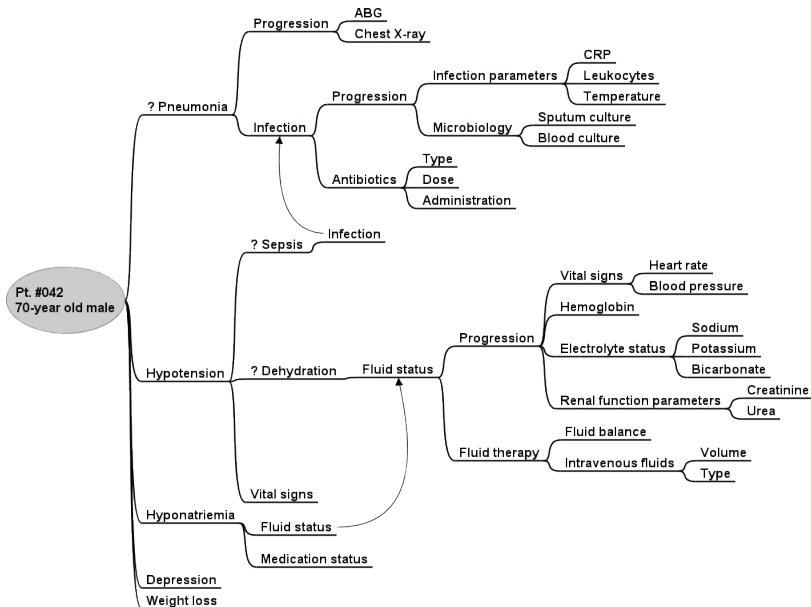 Pt. #042
70-year old male
? Pneumonia
Progression
ABG
Chest X-ray
Infection
Progression
Infection parameters
CRP
Leukocytes
Temperature
Microbiology
Sputum culture
Blood culture
Antibiotics
Type
Dose
Administration
Hypotension
? Sepsis
Infection
? Dehydration
Fluid status
Progression
Vital signs
Heart rate
Blood pressure
Hemoglobin
Electrolyte status
Sodium
Potassium
Bicarbonate
Renal function parameters
Creatinine
Urea
Fluid therapy
Fluid balance
Intravenous fluids
Volume
Type
Vital signs
Hyponatriemia
Fluid status
Medication status
Depression
Weight loss